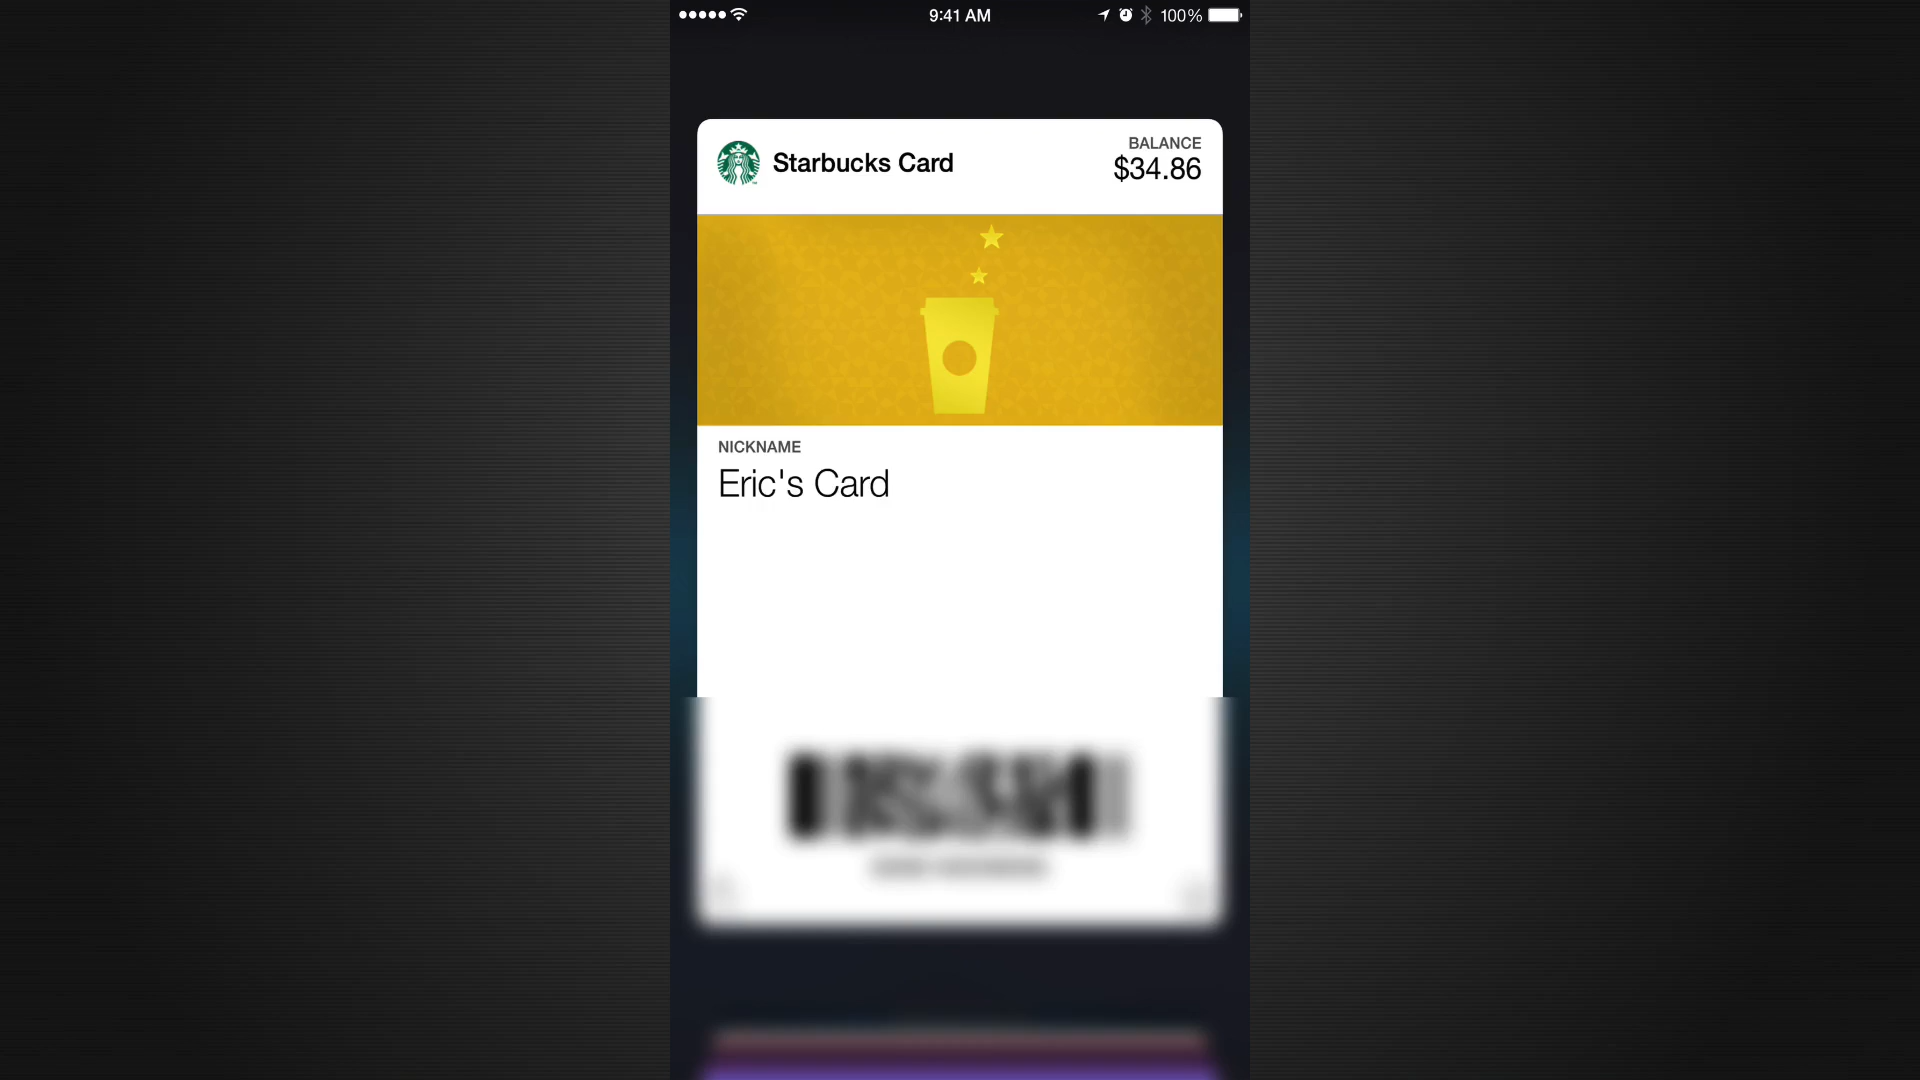 9:41 AM
100%
Starbucks Card
BALANCE
$34.86
NICKNAME
Eric's Card